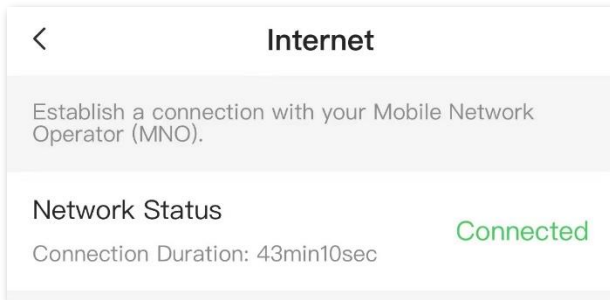 Internet
Establish a connection with your Mobile Network
Operator (MNO).
Network Status
Connected
Connection Duration: 43min10sec